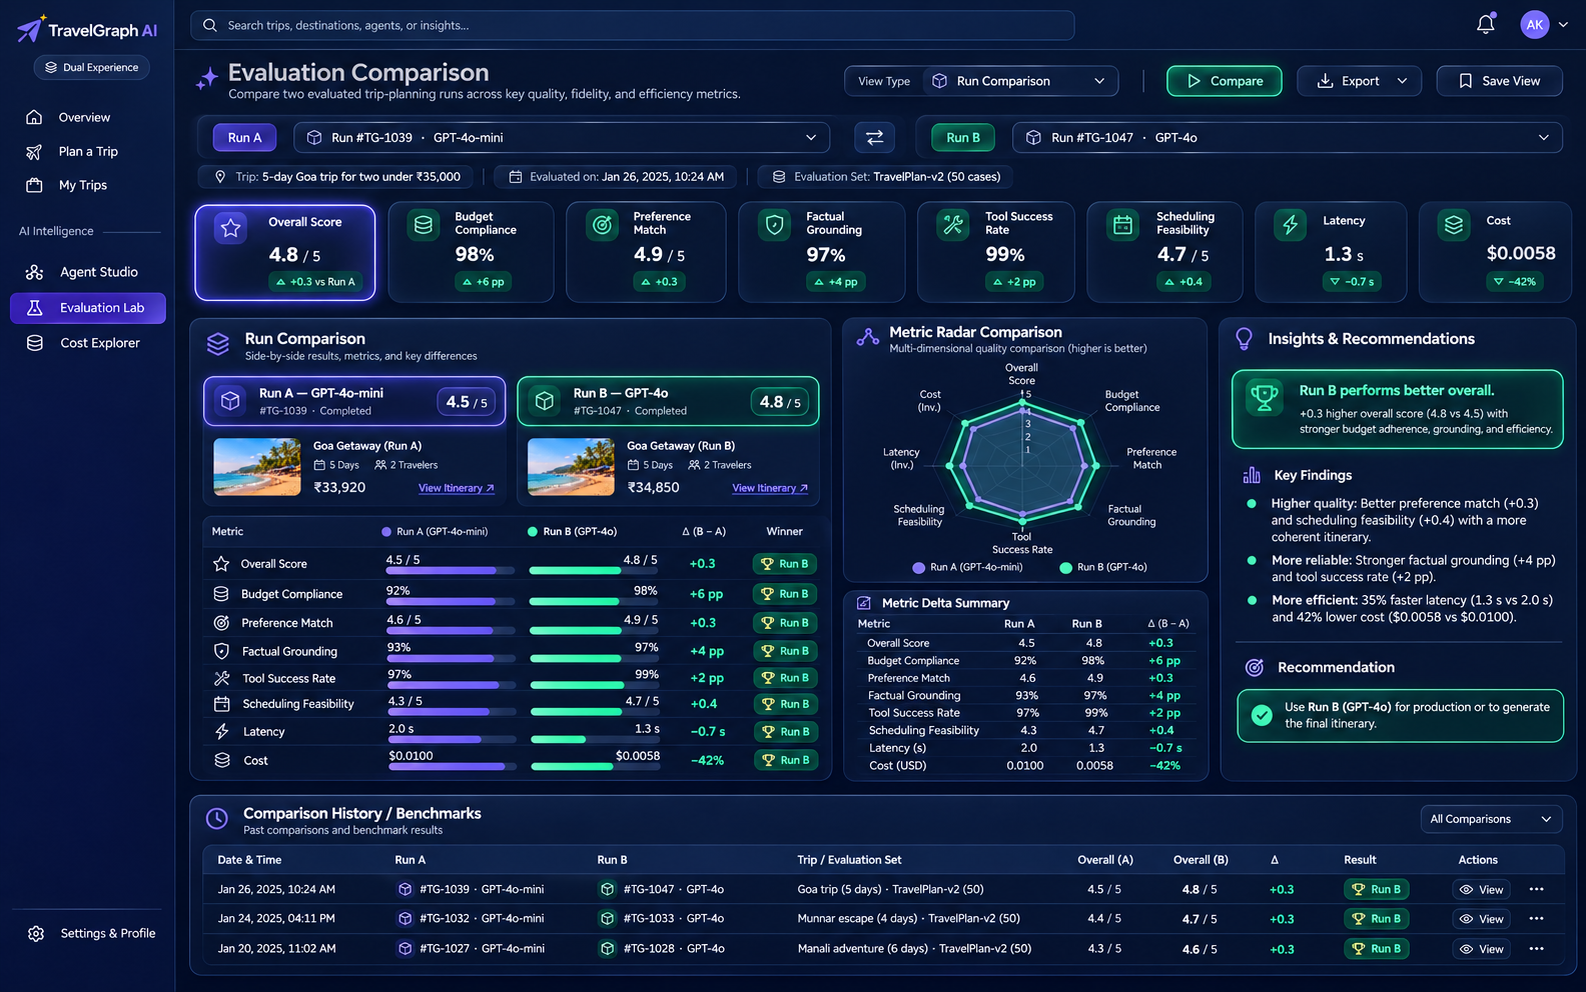 TravelGraph AI
Dual Experience
Overview
Plan a Trip
My Trips
AI Intelligence
Agent Studio
Evaluation Lab
Cost Explorer
Settings & Profile
Search trips, destinations, agents, or insights...
AK
Evaluation Comparison
Compare two evaluated trip-planning runs across key quality, fidelity, and efficiency metrics.
View Type Run Comparison
Compare
Export
Save View
Run A Run #TG-1039 · GPT-4o-mini
Run B Run #TG-1047 · GPT-4o
Trip: 5-day Goa trip for two under ₹35,000
Evaluated on: Jan 26, 2025, 10:24 AM
Evaluation Set: TravelPlan-v2 (50 cases)
Overall Score
4.8 / 5
+0.3 vs Run A
Budget
Compliance
98%
+6 pp
Preference
Match
4.9 / 5
+0.3
Factual
Grounding
97%
+4 pp
Tool Success
Rate
99%
+2 pp
Scheduling
Feasibility
4.7 / 5
+0.4
Latency
1.3 s
−0.7 s
Cost
$0.0058
−42%
Run Comparison
Side-by-side results, metrics, and key differences
Run A — GPT-4o-mini
#TG-1039 · Completed
4.5 / 5
Goa Getaway (Run A)
5 Days 2 Travelers
₹33,920 View Itinerary ↗
Run B — GPT-4o
#TG-1047 · Completed
4.8 / 5
Goa Getaway (Run B)
5 Days 2 Travelers
₹34,850 View Itinerary ↗
Metric Run A (GPT-4o-mini) Run B (GPT-4o) Δ (B − A) Winner
Overall Score 4.5 / 5 4.8 / 5 +0.3 Run B
Budget Compliance 92% 98% +6 pp Run B
Preference Match 4.6 / 5 4.9 / 5 +0.3 Run B
Factual Grounding 93% 97% +4 pp Run B
Tool Success Rate 97% 99% +2 pp Run B
Scheduling Feasibility 4.3 / 5 4.7 / 5 +0.4 Run B
Latency 2.0 s 1.3 s −0.7 s Run B
Cost $0.0100 $0.0058 −42% Run B
Metric Radar Comparison
Multi-dimensional quality comparison (higher is better)
Overall
Score
Budget
Compliance
Preference
Match
Factual
Grounding
Tool
Success Rate
Scheduling
Feasibility
Latency
(Inv.)
Cost
(Inv.)
5
4
3
2
1
Run A (GPT-4o-mini) Run B (GPT-4o)
Metric Delta Summary
Metric Run A Run B Δ (B − A)
Overall Score 4.5 4.8 +0.3
Budget Compliance 92% 98% +6 pp
Preference Match 4.6 4.9 +0.3
Factual Grounding 93% 97% +4 pp
Tool Success Rate 97% 99% +2 pp
Scheduling Feasibility 4.3 4.7 +0.4
Latency (s) 2.0 1.3 −0.7 s
Cost (USD) 0.0100 0.0058 −42%
Insights & Recommendations
Run B performs better overall.
+0.3 higher overall score (4.8 vs 4.5) with
stronger budget adherence, grounding, and efficiency.
Key Findings
Higher quality: Better preference match (+0.3)
and scheduling feasibility (+0.4) with a more
coherent itinerary.
More reliable: Stronger factual grounding (+4 pp)
and tool success rate (+2 pp).
More efficient: 35% faster latency (1.3 s vs 2.0 s)
and 42% lower cost ($0.0058 vs $0.0100).
Recommendation
Use Run B (GPT-4o) for production or to generate
the final itinerary.
Comparison History / Benchmarks
Past comparisons and benchmark results
All Comparisons
Date & Time Run A Run B Trip / Evaluation Set Overall (A) Overall (B) Δ Result Actions
Jan 26, 2025, 10:24 AM #TG-1039 · GPT-4o-mini #TG-1047 · GPT-4o Goa trip (5 days) · TravelPlan-v2 (50) 4.5 / 5 4.8 / 5 +0.3 Run B View
Jan 24, 2025, 04:11 PM #TG-1032 · GPT-4o-mini #TG-1033 · GPT-4o Munnar escape (4 days) · TravelPlan-v2 (50) 4.4 / 5 4.7 / 5 +0.3 Run B View
Jan 20, 2025, 11:02 AM #TG-1027 · GPT-4o-mini #TG-1028 · GPT-4o Manali adventure (6 days) · TravelPlan-v2 (50) 4.3 / 5 4.6 / 5 +0.3 Run B View